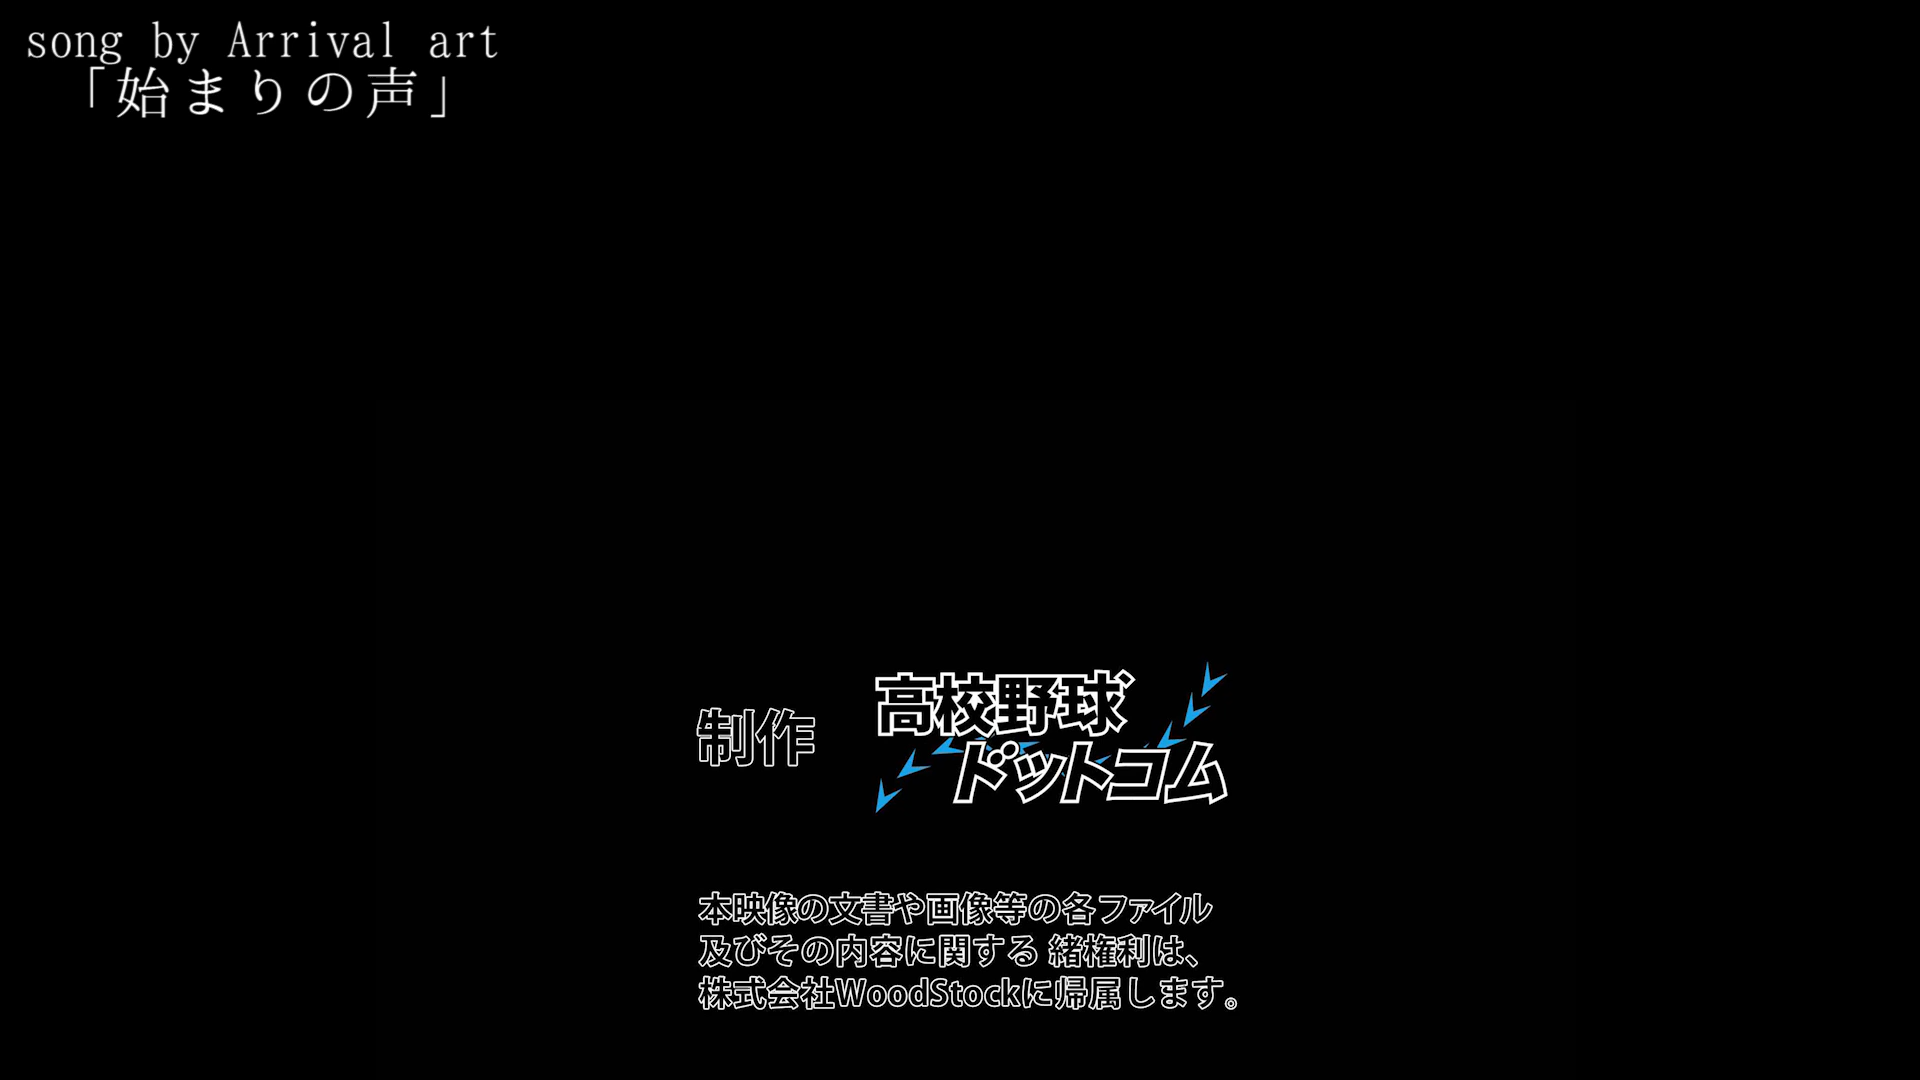 song by Arrival art
「始まりの声」
制作
高校野球
ドットコム
本映像の文書や画像等の各ファイル
及びその内容に関する 緒権利は、
株式会社WoodStockに帰属します。